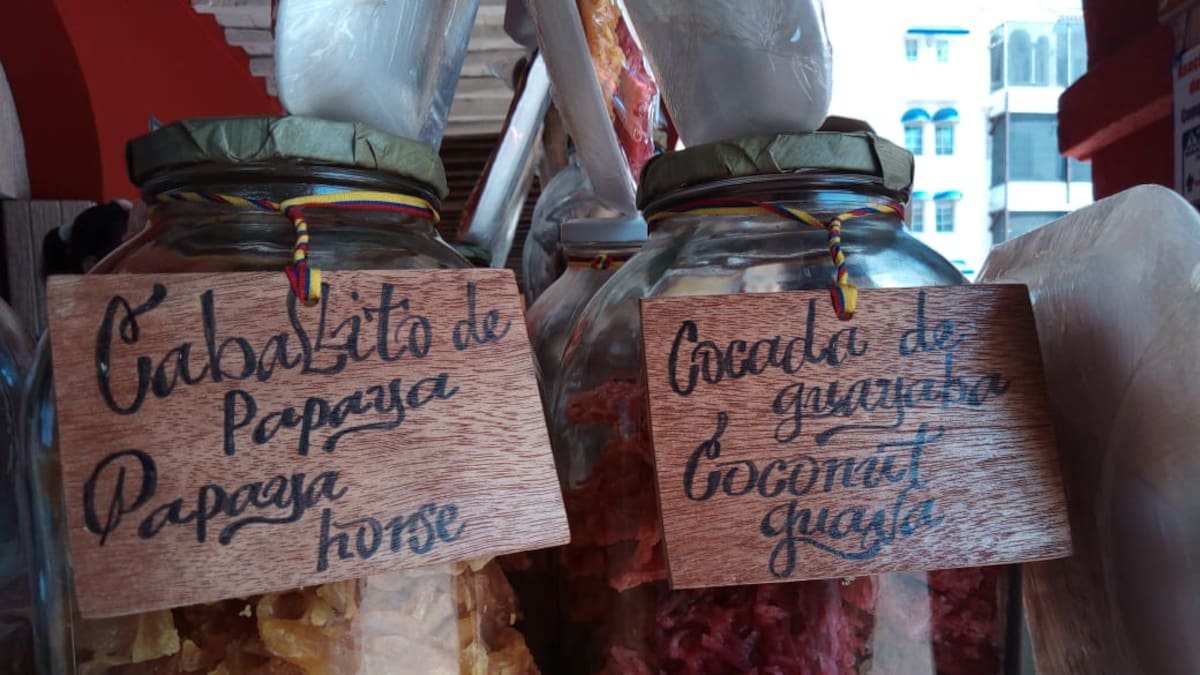 Caballito de
Papaya
Papaya
horse
Cocada de
guayaba
Coconut
guava